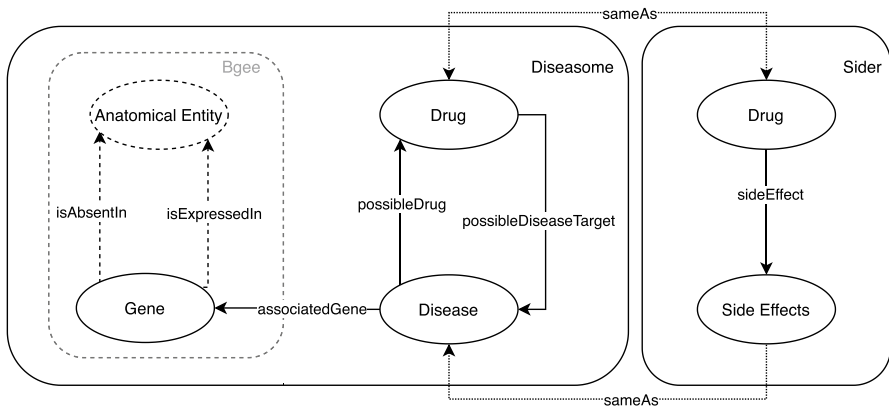 sameAs
Bgee
Diseasome
Sider
Anatomical Entity
Drug
Drug
isAbsentIn
isExpressedIn
possibleDrug
possibleDiseaseTarget
sideEffect
Gene
associatedGene
Disease
Side Effects
sameAs